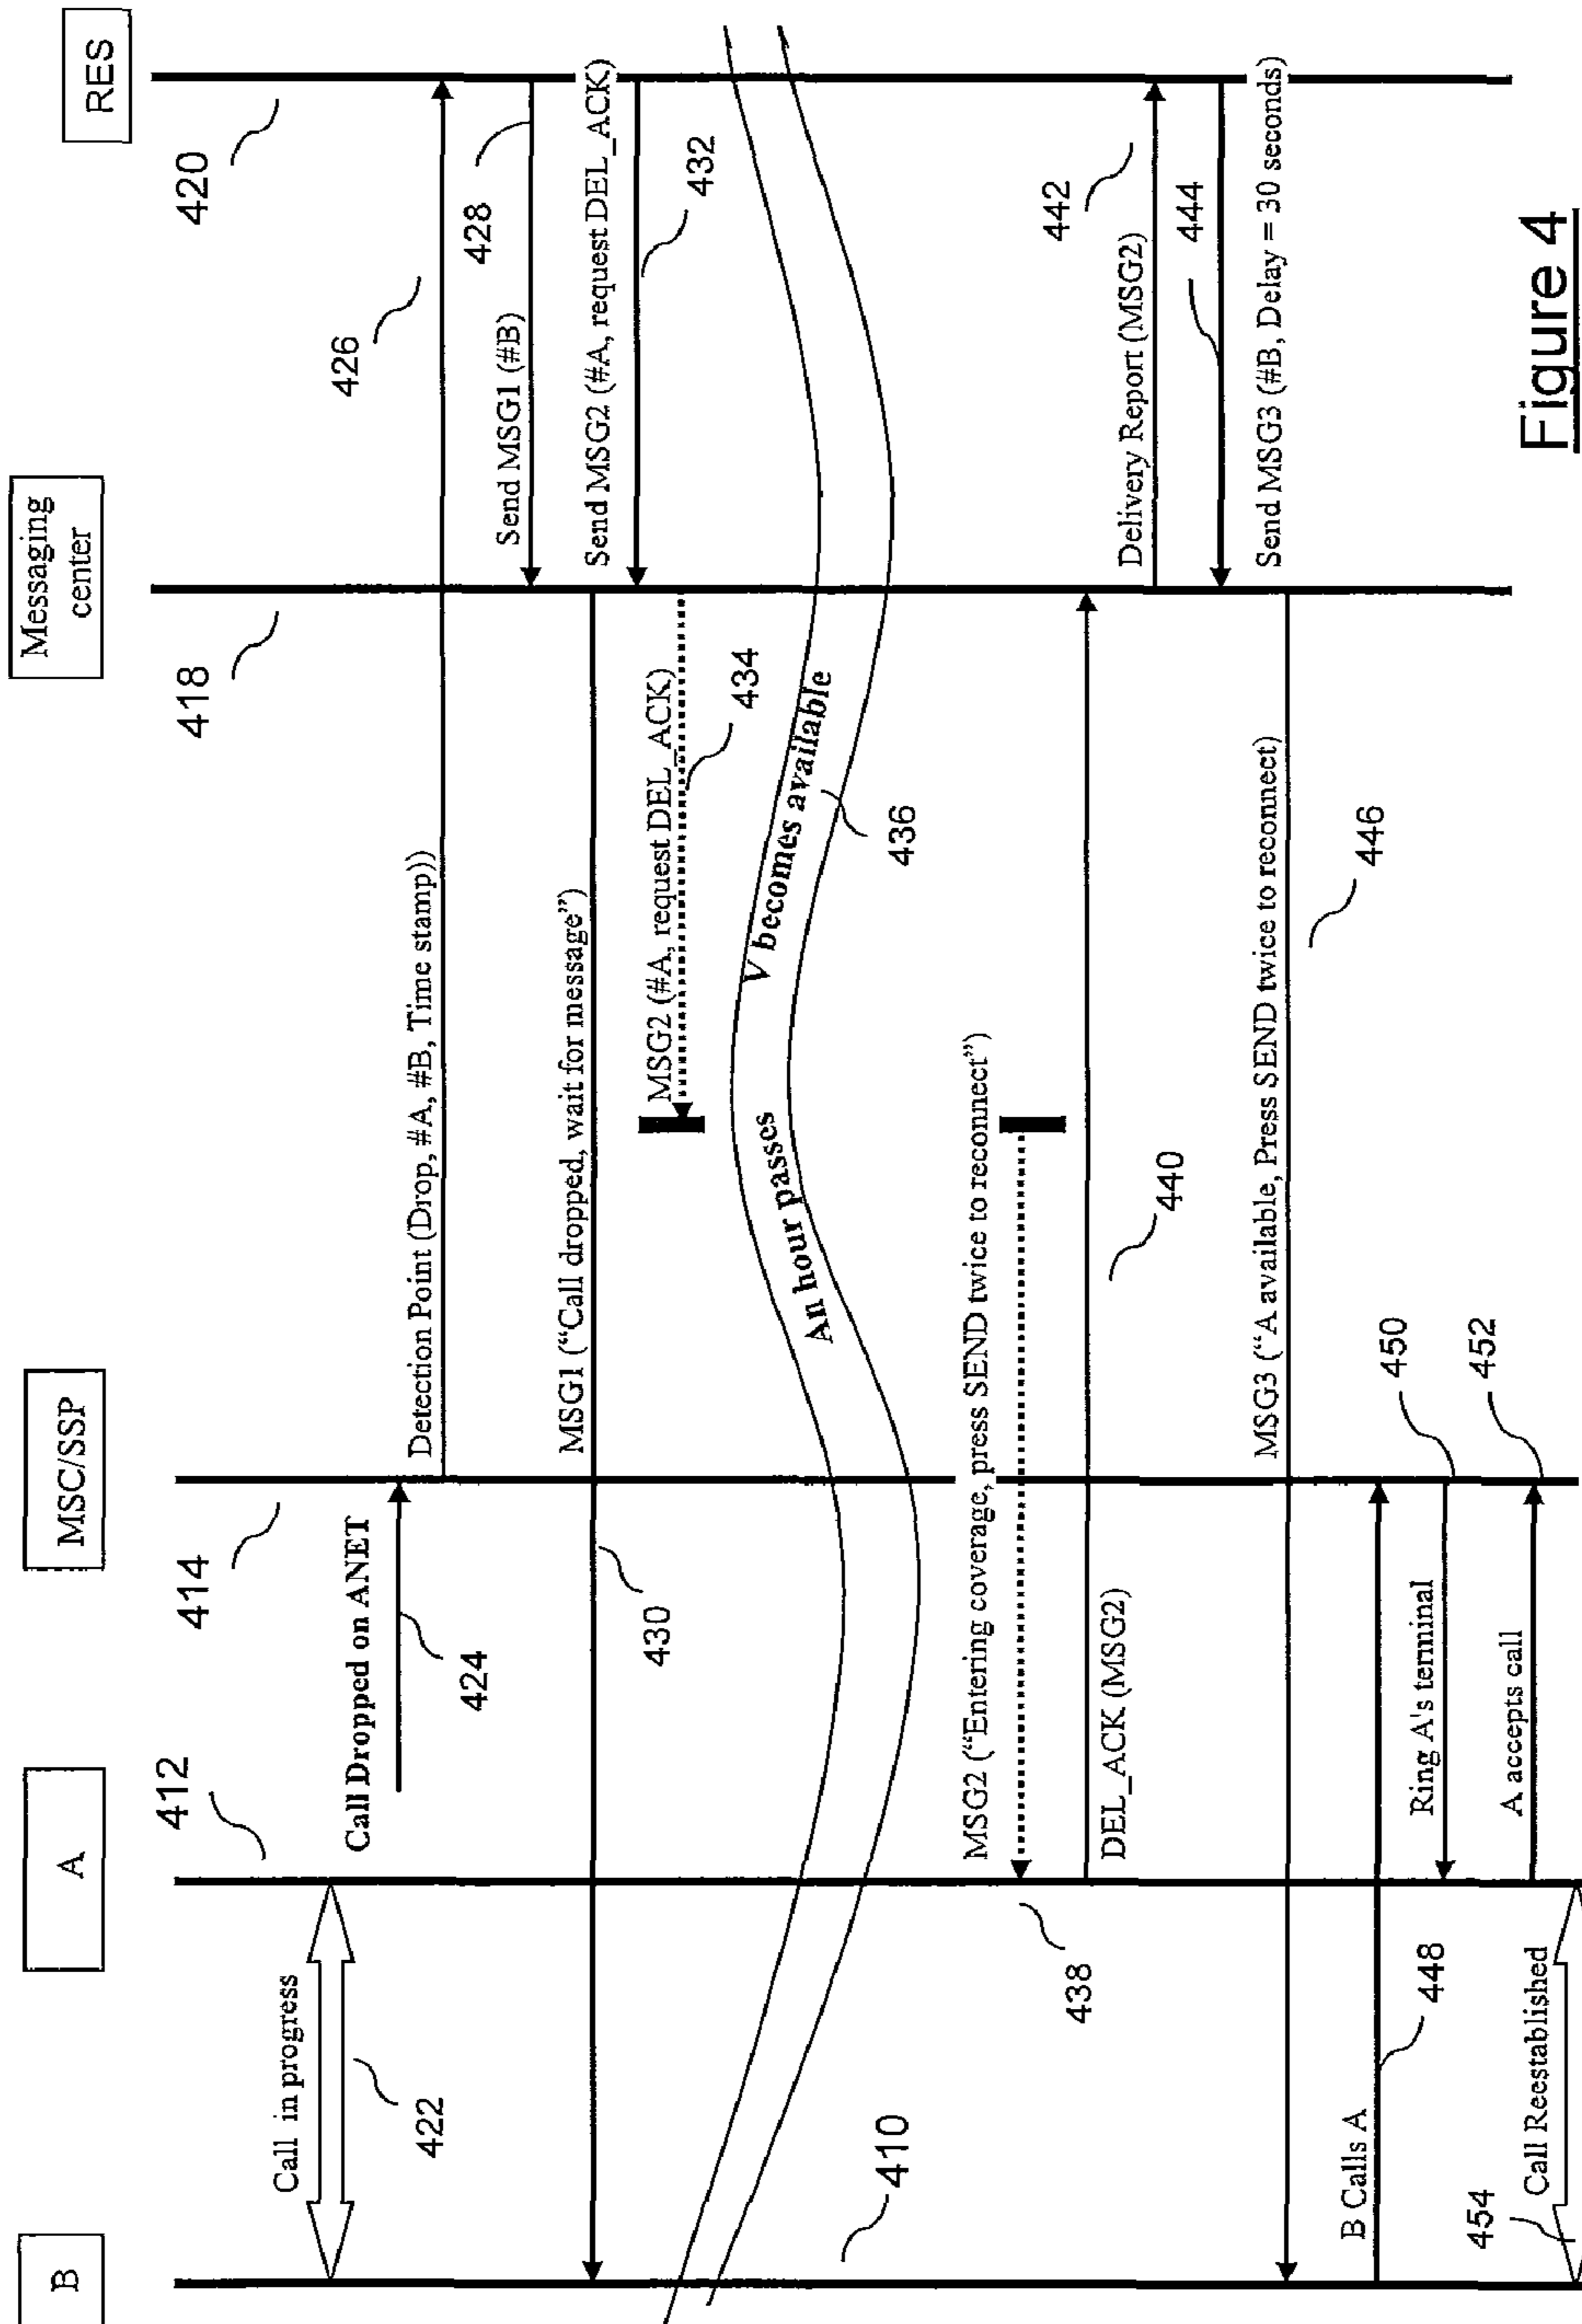 B
A
MSC/SSP
Messaging
center
RES
412
414
418
420
Call in progress
422
Call Dropped on ANET
424
Detection Point (Drop, #A, #B, Time stamp))
426
Send MSG1 (#B)
428
MSG1 (“Call dropped, wait for message”)
430
Send MSG2 (#A, request DEL_ACK)
432
MSG2 (#A, request DEL_ACK)
434
An hour passes
V becomes available
436
410
MSG2 (“Entering coverage, press SEND twice to reconnect”)
438
DEL_ACK (MSG2)
440
Delivery Report (MSG2)
442
444
Send MSG3 (#B, Delay = 30 seconds)
MSG3 (“A available, Press SEND twice to reconnect)
446
B Calls A
448
Ring A's terminal
450
A accepts call
452
454
Call Reestablished
Figure 4